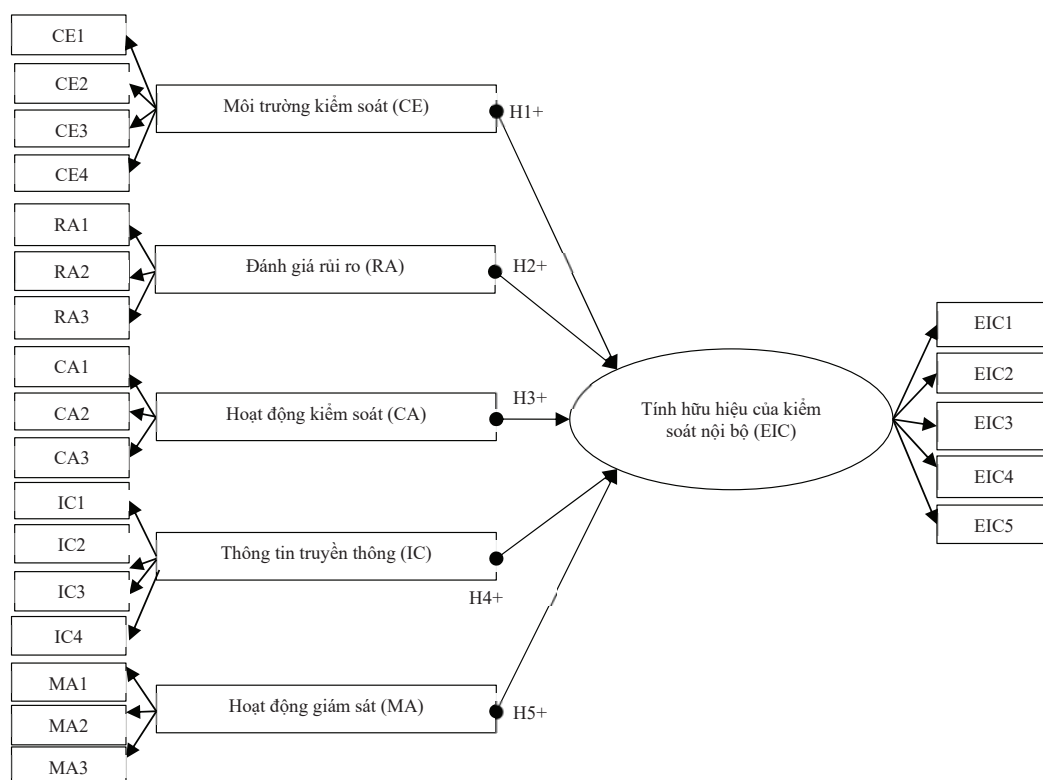 CE1
CE2
CE3
CE4
Môi trường kiểm soát (CE)
H1+
RA1
RA2
RA3
Đánh giá rủi ro (RA)
H2+
CA1
CA2
CA3
Hoạt động kiểm soát (CA)
H3+
IC1
IC2
IC3
IC4
Thông tin truyền thông (IC)
H4+
MA1
MA2
MA3
Hoạt động giám sát (MA)
H5+
Tính hữu hiệu của kiểm
soát nội bộ (EIC)
EIC1
EIC2
EIC3
EIC4
EIC5